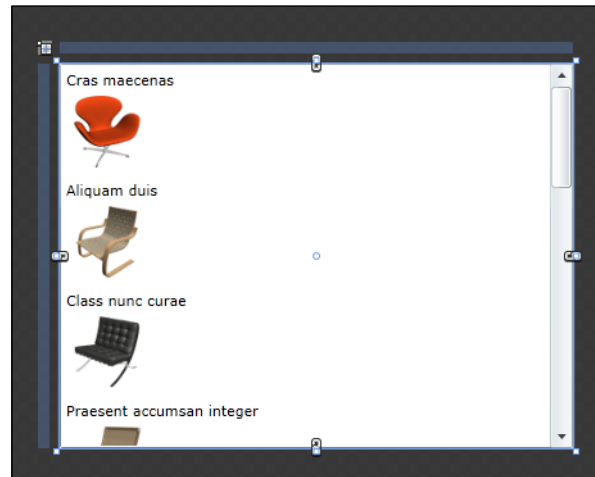 Cras maecenas
Aliquam duis
Class nunc curae
Praesent accumsan integer